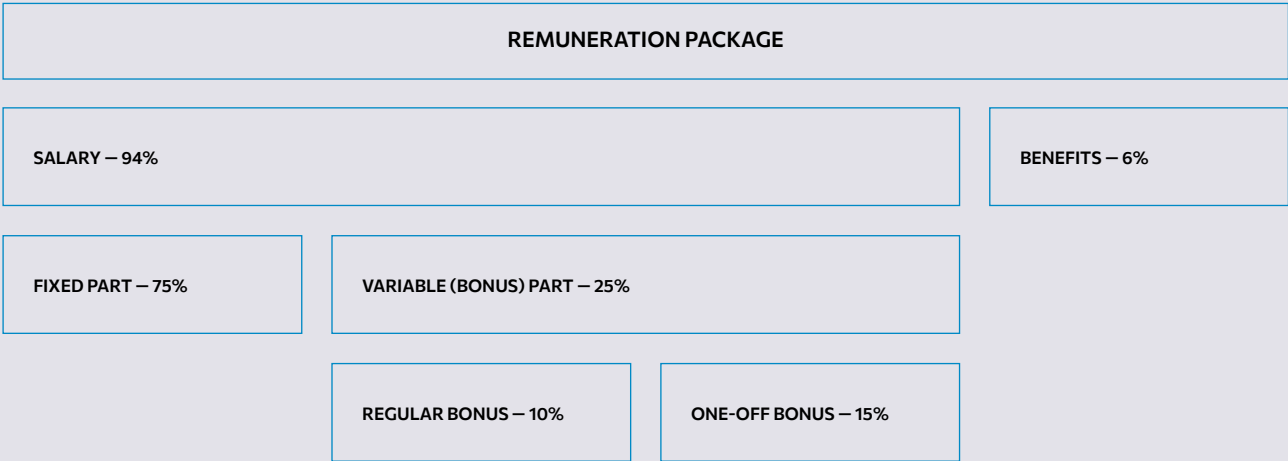 REMUNERATION PACKAGE
SALARY — 94%
BENEFITS — 6%
FIXED PART — 75%
VARIABLE (BONUS) PART — 25%
REGULAR BONUS — 10%
ONE-OFF BONUS — 15%